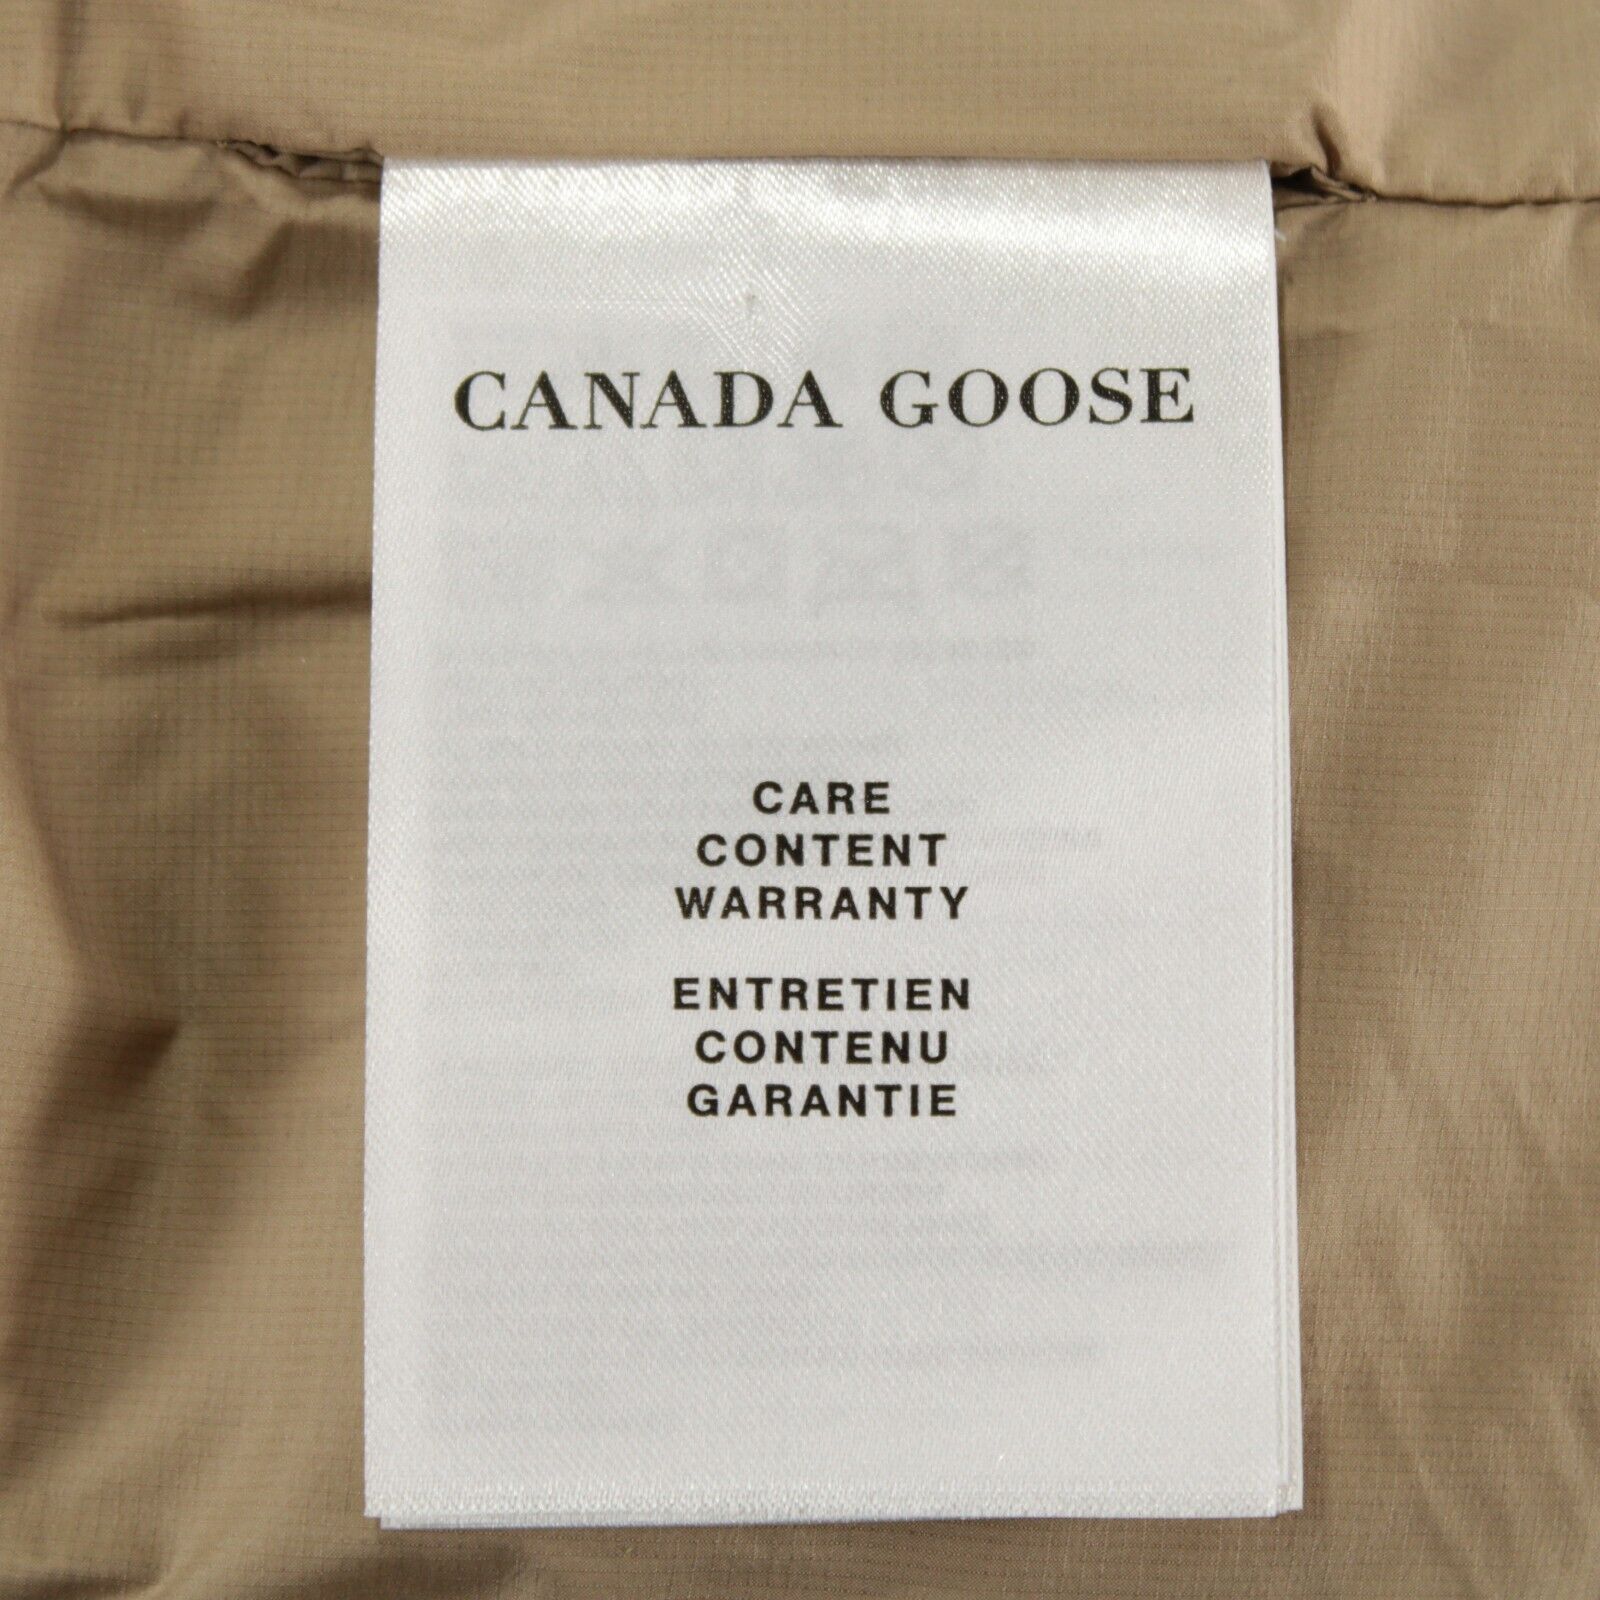 CANADA GOOSE
CARE
CONTENT
WARRANTY
ENTRETIEN
CONTENU
GARANTIE